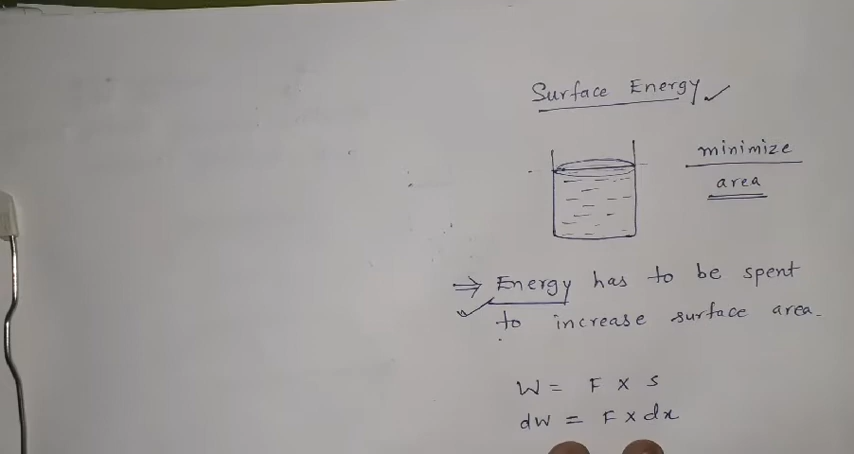 Surface Energy
minimize
area
⇒ Energy has to be spent
to increase surface area.
W = F x s
dW = F x dx